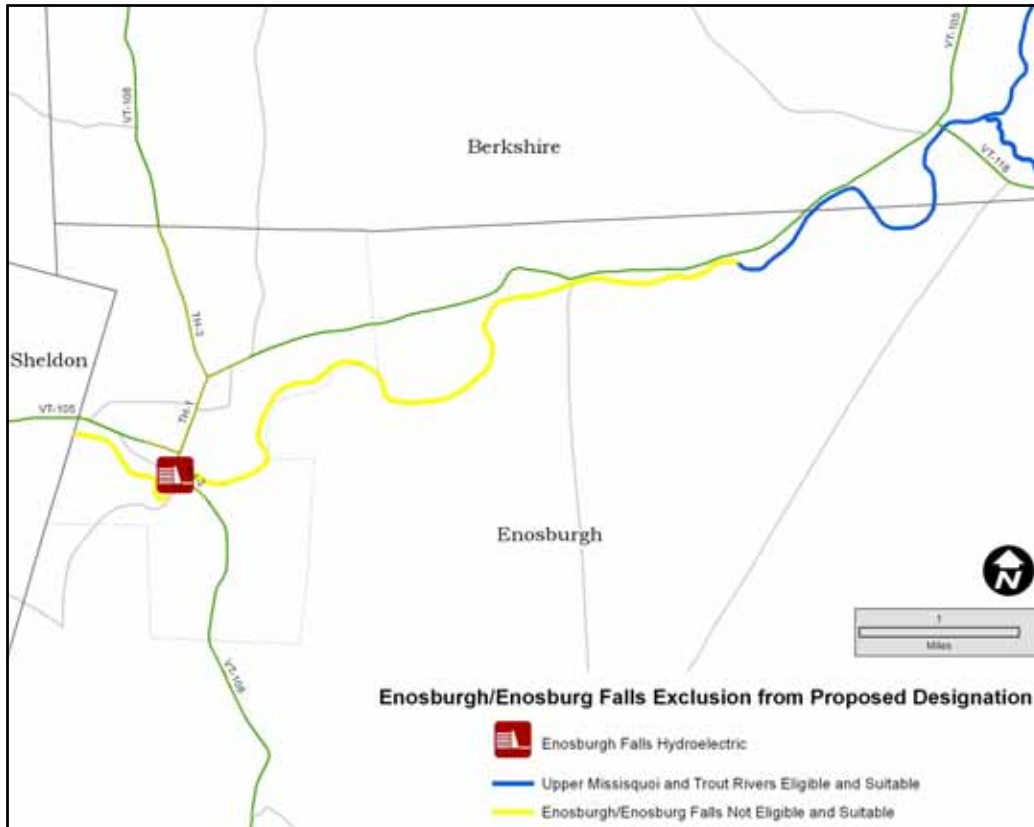 VT-105
VT-108
Berkshire
VT-118
TH-3
Sheldon
VT-105
TH-1
Enosburgh
N
1
Miles
VT-108
Enosburgh/Enosburg Falls Exclusion from Proposed Designation
Enosburgh Falls Hydroelectric
Upper Missisquoi and Trout Rivers Eligible and Suitable
Enosburgh/Enosburg Falls Not Eligible and Suitable